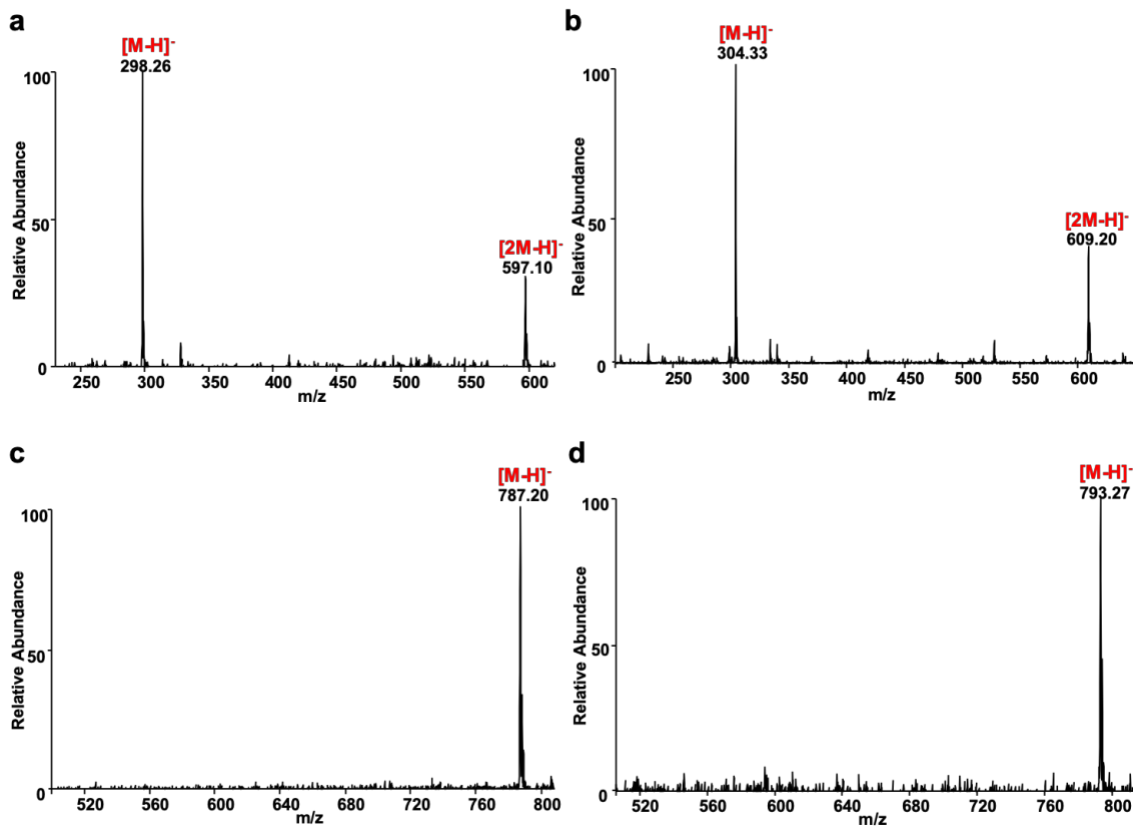 a
[M-H]-
298.26
100
Relative Abundance
50
0
[2M-H]-
597.10
250 300 350 400 450 500 550 600
m/z
b
[M-H]-
304.33
100
Relative Abundance
50
0
[2M-H]-
609.20
250 300 350 400 450 500 550 600
m/z
c
[M-H]-
787.20
100
Relative Abundance
50
0
520 560 600 640 680 720 760 800
m/z
d
[M-H]-
793.27
100
Relative Abundance
50
0
520 560 600 640 680 720 760 800
m/z